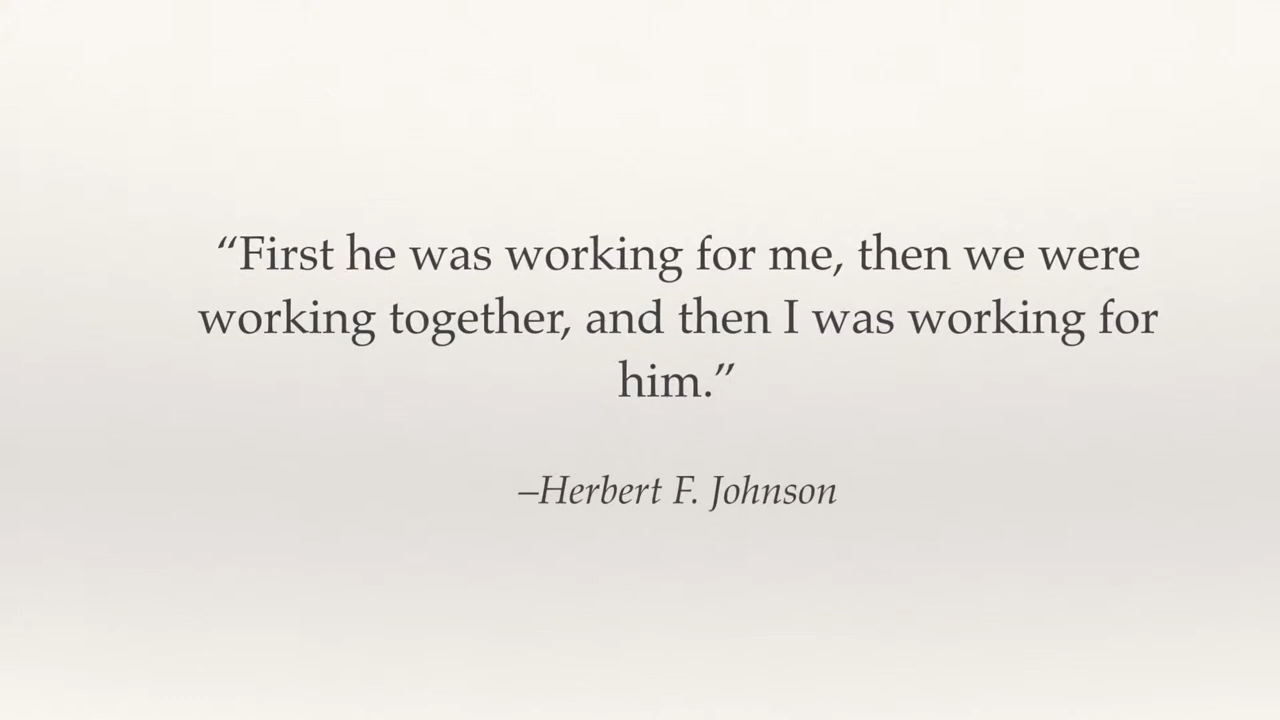 “First he was working for me, then we were
working together, and then I was working for
him.”
–Herbert F. Johnson